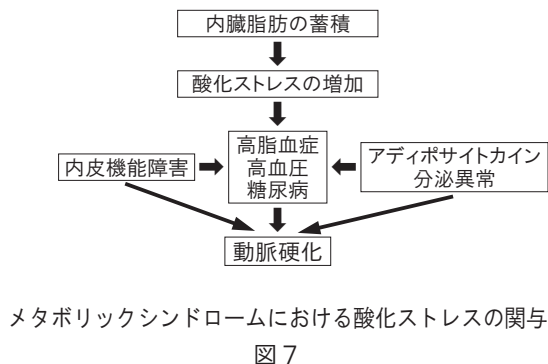 内臓脂肪の蓄積
酸化ストレスの増加
高脂血症
高血圧
糖尿病
内皮機能障害
アディポサイトカイン
分泌異常
動脈硬化
メタボリックシンドロームにおける酸化ストレスの関与
図7